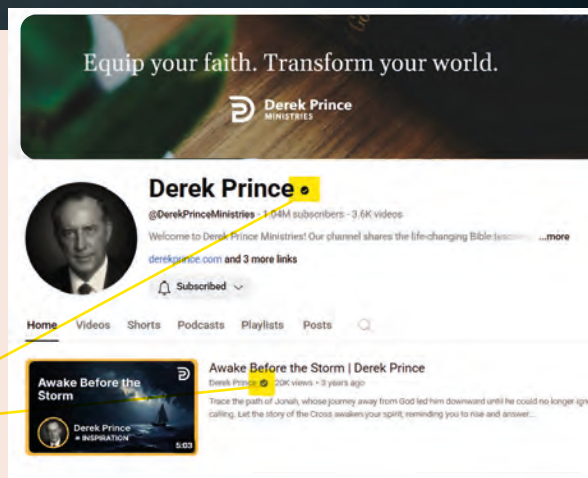 Equip your faith. Transform your world.
Derek Prince
MINISTRIES
Derek Prince
@DerekPrinceMinistries · 1.04M subscribers · 3.6K videos
Welcome to Derek Prince Ministries! Our channel shares the life-changing Bible ...more
derekprince.com and 3 more links
Subscribed
Home Videos Shorts Podcasts Playlists Posts
Awake Before the Storm
Derek Prince
INSPIRATION
5:03
Awake Before the Storm | Derek Prince
Derek Prince 20K views • 3 years ago
Trace the path of Jonah, whose journey away from God led him downward until he could no longer
calling. Let the story of the Cross awaken your spirit, reminding you to rise and answer...